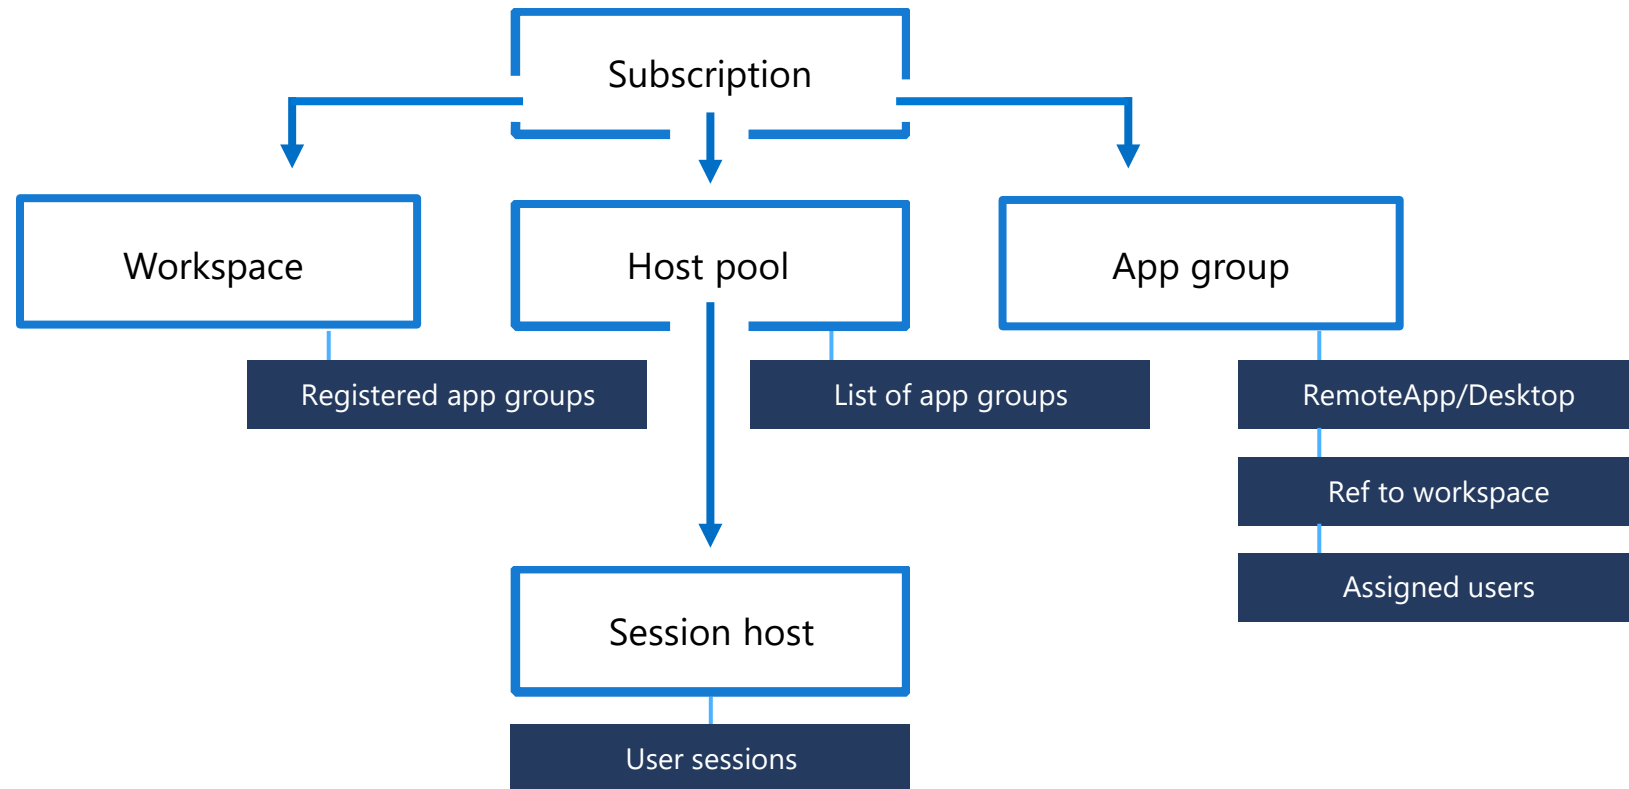 Subscription
Workspace
Host pool
App group
Registered app groups
List of app groups
RemoteApp/Desktop
Ref to workspace
Assigned users
Session host
User sessions